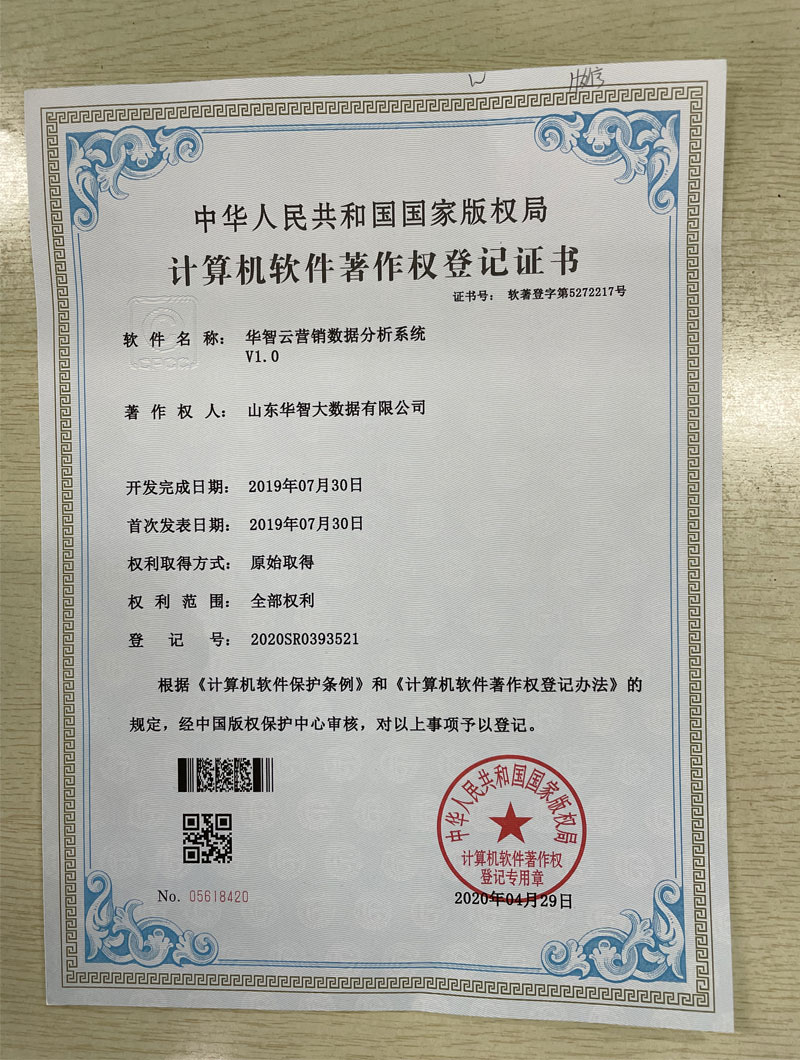 中华人民共和国国家版权局
计算机软件著作权登记证书
证书号： 软著登字第5272217号
CPCC
软件名称： 华智云营销数据分析系统
V1.0
著作权人： 山东华智大数据有限公司
开发完成日期： 2019年07月30日
首次发表日期： 2019年07月30日
权利取得方式： 原始取得
权利范围： 全部权利
登记号： 2020SR0393521
根据《计算机软件保护条例》和《计算机软件著作权登记办法》的
规定，经中国版权保护中心审核，对以上事项予以登记。
中华人民共和国国家版权局
计算机软件著作权
登记专用章
No. 05618420
2020年04月29日